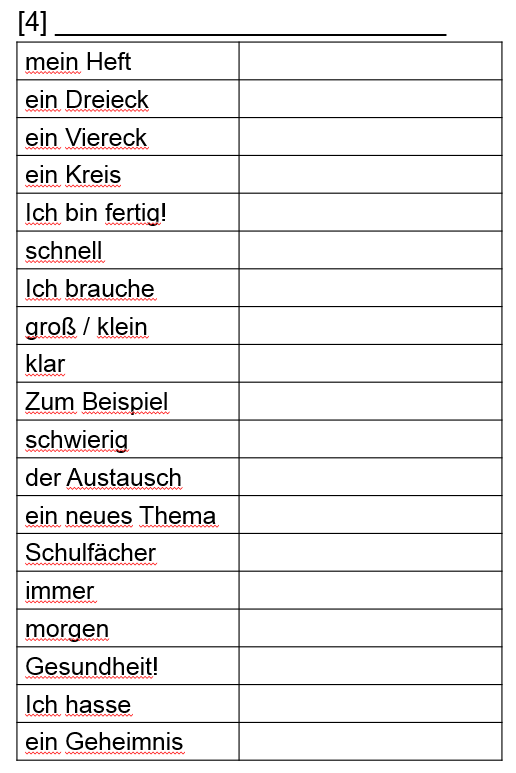 [4] ______________________________
mein Heft
ein Dreieck
ein Viereck
ein Kreis
Ich bin fertig!
schnell
Ich brauche
groß / klein
klar
Zum Beispiel
schwierig
der Austausch
ein neues Thema
Schulfächer
immer
morgen
Gesundheit!
Ich hasse
ein Geheimnis